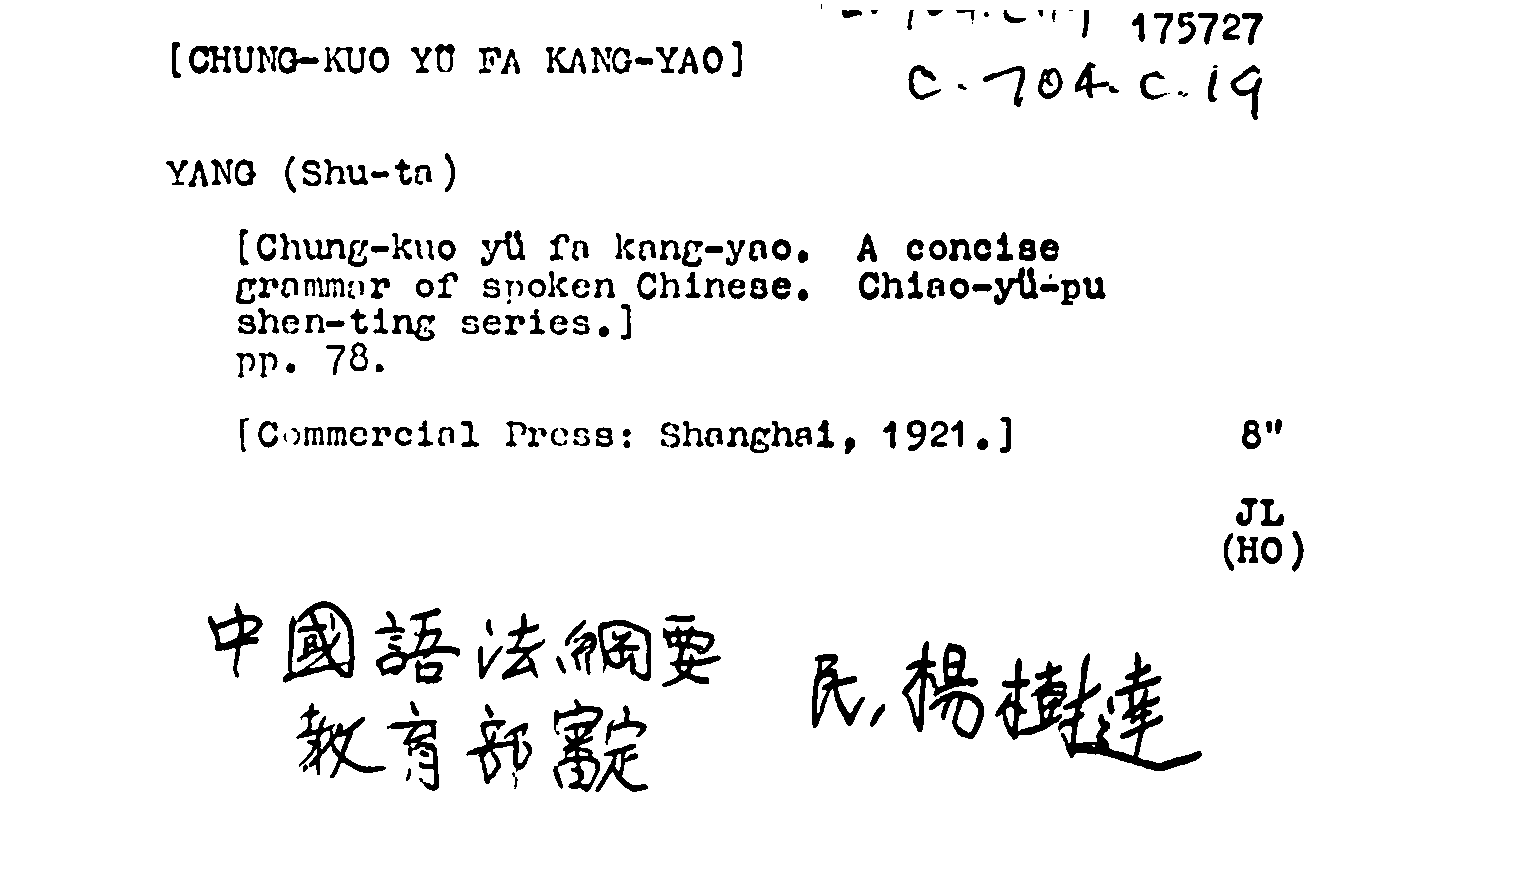 175727
[CHUNG-KUO YÜ FA KANG-YAO]
C.704.C.19
YANG (Shu-ta)
[Chung-kuo yü fa kang-yao. A concise
grammar of spoken Chinese. Chiao-yü-pu
shen-ting series.]
pp. 78.
[Commercial Press: Shanghai, 1921.] 8"
JL
(HO)
中國語法綱要
教育部審定
民,楊樹達